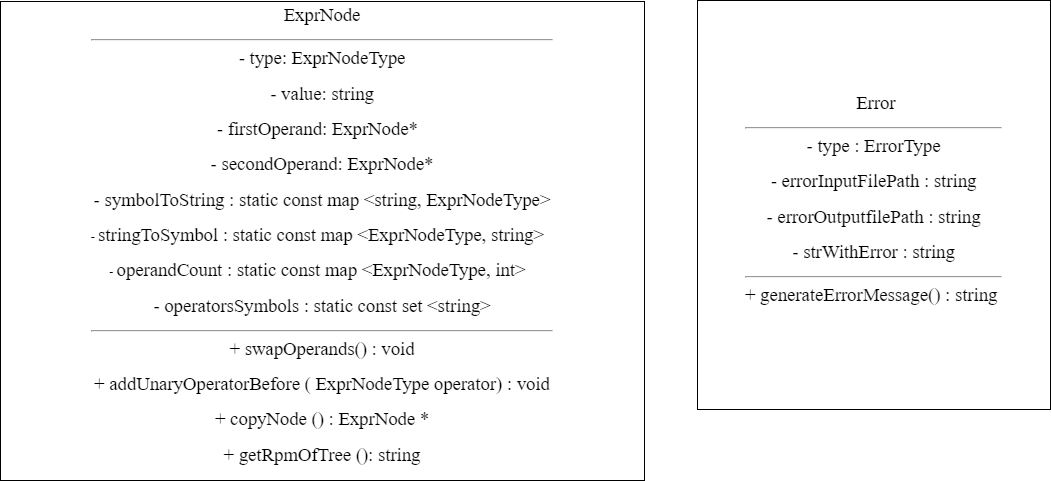 ExprNode
- type: ExprNodeType
- value: string
- firstOperand: ExprNode*
- secondOperand: ExprNode*
- symbolToString : static const map <string, ExprNodeType>
- stringToSymbol : static const map <ExprNodeType, string>
- operandCount : static const map <ExprNodeType, int>
- operatorsSymbols : static const set <string>
+ swapOperands() : void
+ addUnaryOperatorBefore ( ExprNodeType operator) : void
+ copyNode () : ExprNode *
+ getRpmOfTree (): string
Error
- type : ErrorType
- errorInputFilePath : string
- errorOutputfilePath : string
- strWithError : string
+ generateErrorMessage() : string